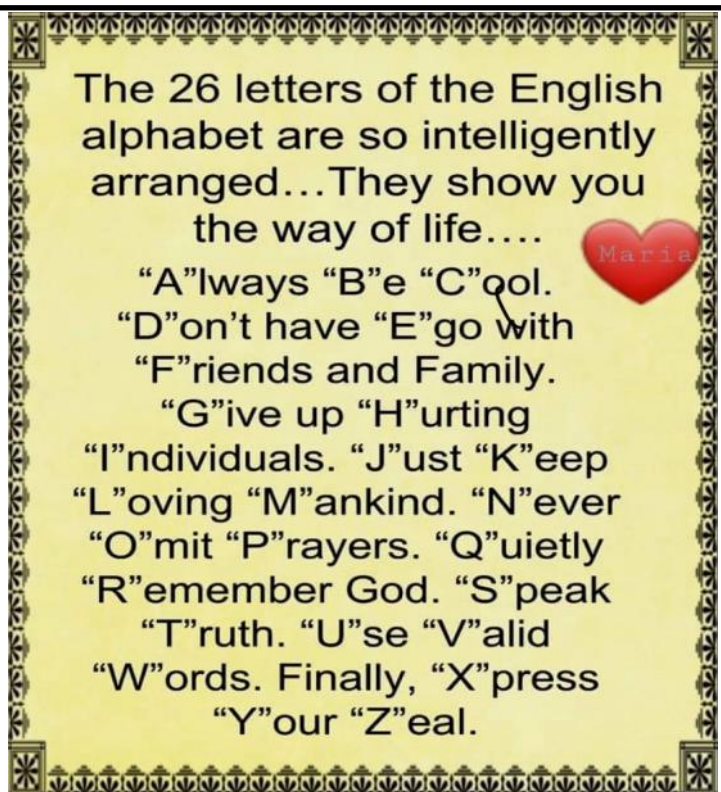 The 26 letters of the English
alphabet are so intelligently
arranged...They show you
the way of life....
Maria
“A”lways “B”e “C”ool.
“D”on’t have “E”go with
“F”riends and Family.
“G”ive up “H”urting
“I”ndividuals. “J”ust “K”eep
“L”oving “M”ankind. “N”ever
“O”mit “P”rayers. “Q”uietly
“R”emember God. “S”peak
“T”ruth. “U”se “V”alid
“W”ords. Finally, “X”press
“Y”our “Z”eal.